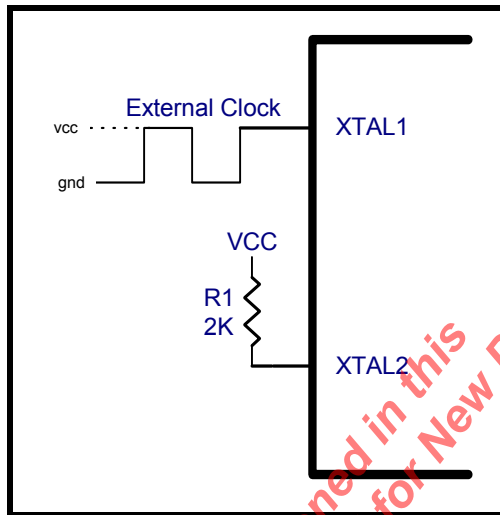 External Clock
vcc
gnd
XTAL1
VCC
R1
2K
XTAL2
ned in this
for New